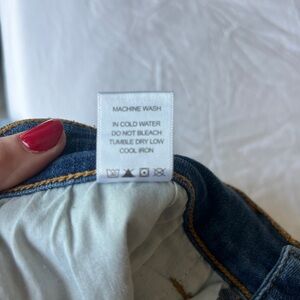 MACHINE WASH
IN COLD WATER
DO NOT BLEACH
TUMBLE DRY LOW
COOL IRON